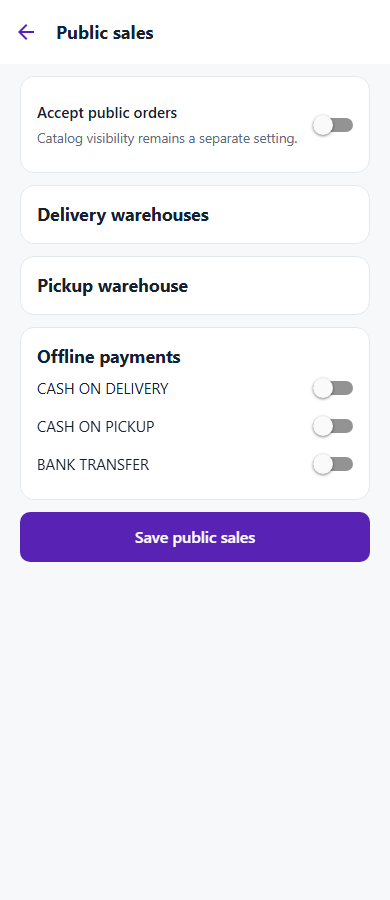 Public sales
Accept public orders
Catalog visibility remains a separate setting.
Delivery warehouses
Pickup warehouse
Offline payments
CASH ON DELIVERY
CASH ON PICKUP
BANK TRANSFER
Save public sales